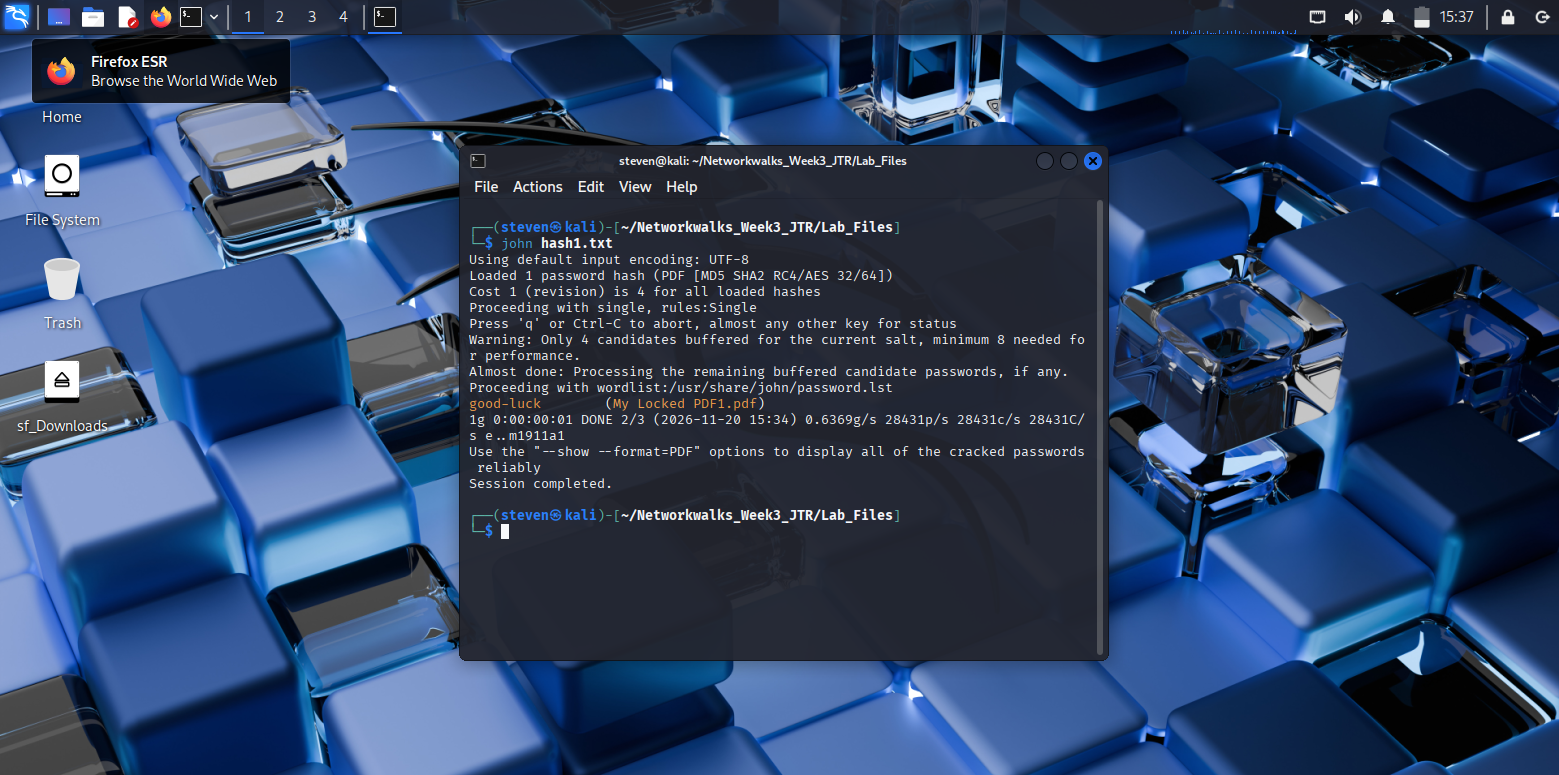 1 2 3 4
15:37
Firefox ESR
Browse the World Wide Web
Home
File System
Trash
sf_Downloads
steven@kali: ~/Networkwalks_Week3_JTR/Lab_Files
File Actions Edit View Help
┌──(steven㉿kali)-[~/Networkwalks_Week3_JTR/Lab_Files]
└─$ john hash1.txt
Using default input encoding: UTF-8
Loaded 1 password hash (PDF [MD5 SHA2 RC4/AES 32/64])
Cost 1 (revision) is 4 for all loaded hashes
Proceeding with single, rules:Single
Press 'q' or Ctrl-C to abort, almost any other key for status
Warning: Only 4 candidates buffered for the current salt, minimum 8 needed fo
r performance.
Almost done: Processing the remaining buffered candidate passwords, if any.
Proceeding with wordlist:/usr/share/john/password.lst
good-luck        (My Locked PDF1.pdf)
1g 0:00:00:01 DONE 2/3 (2026-11-20 15:34) 0.6369g/s 28431p/s 28431c/s 28431C/
s e..m1911a1
Use the "--show --format=PDF" options to display all of the cracked passwords
 reliably
Session completed.
┌──(steven㉿kali)-[~/Networkwalks_Week3_JTR/Lab_Files]
└─$